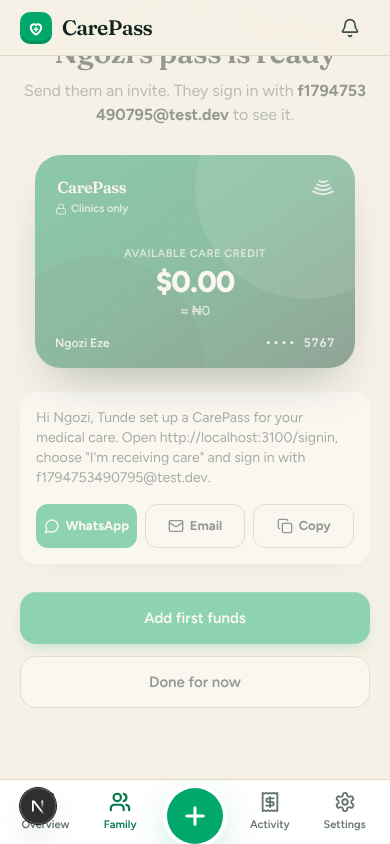 CarePass
Ngozi's pass is ready
Send them an invite. They sign in with f1794753
490795@test.dev to see it.
CarePass
Clinics only
AVAILABLE CARE CREDIT
$0.00
≈ ₦0
Ngozi Eze
•••• 5767
Hi Ngozi, Tunde set up a CarePass for your
medical care. Open http://localhost:3100/signin,
choose "I'm receiving care" and sign in with
f1794753490795@test.dev.
WhatsApp
Email
Copy
Add first funds
Done for now
N
Overview
Family
Activity
Settings